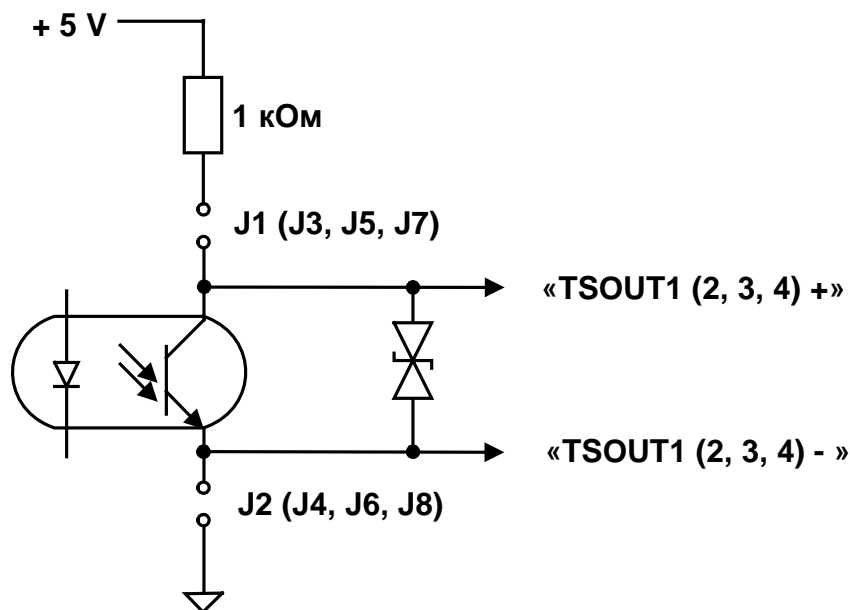 + 5 V
1 кОм
J1 (J3, J5, J7)
«TSOUT1 (2, 3, 4) +»
«TSOUT1 (2, 3, 4) - »
J2 (J4, J6, J8)